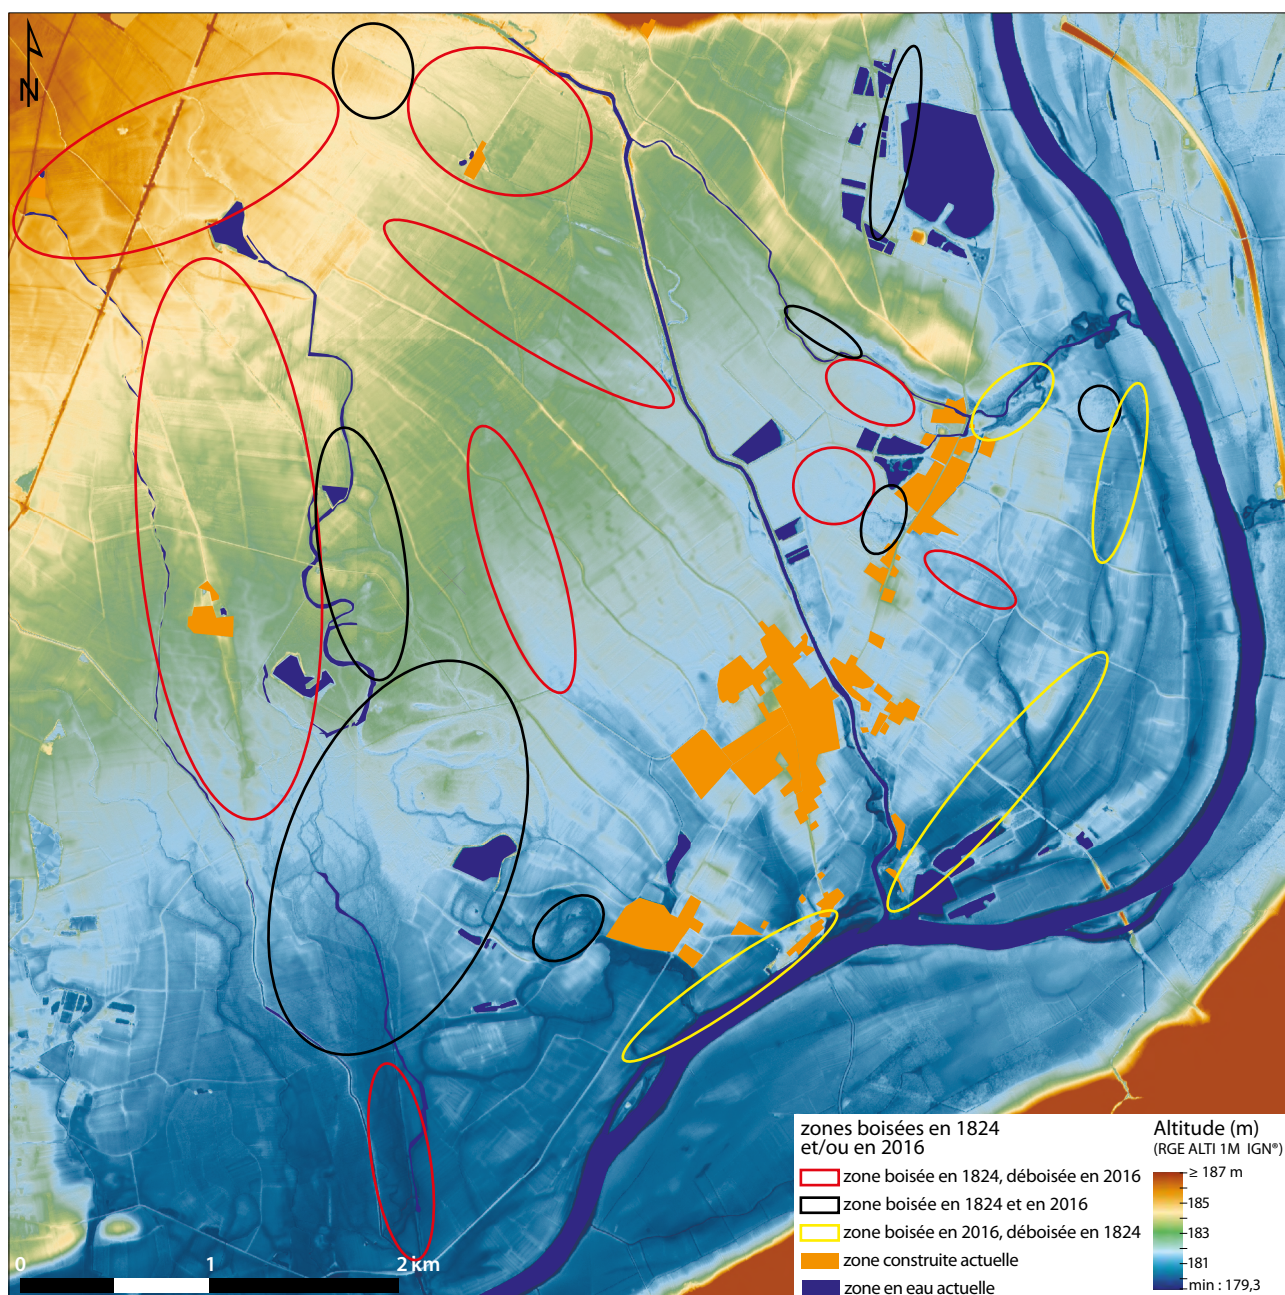 N
zones boisées en 1824
et/ou en 2016
zone boisée en 1824, déboisée en 2016
zone boisée en 1824 et en 2016
zone boisée en 2016, déboisée en 1824
zone construite actuelle
zone en eau actuelle
Altitude (m)
(RGE ALTI 1M IGN®)
≥ 187 m
185
183
181
min : 179,3
0 1 2 km